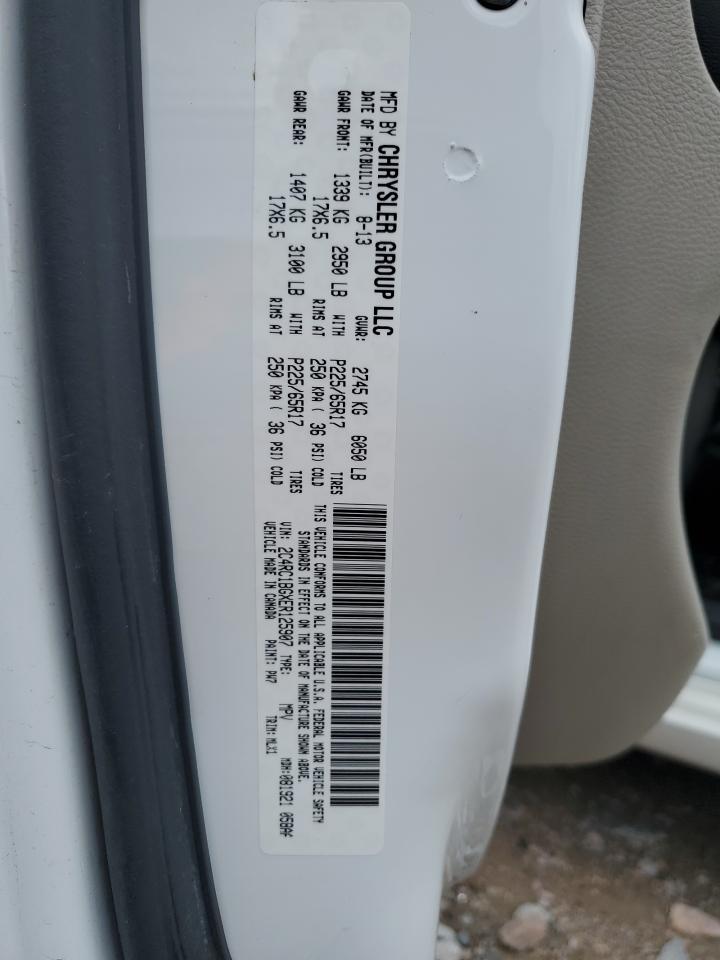 MFD BY CHRYSLER GROUP LLC
DATE OF MFR(BUILT): 8-13 GVWR: 2745 KG 6050 LB
GAWR FRONT: 1339 KG 2950 LB WITH P225/65R17 TIRES
17X6.5 RIMS AT 250 KPA ( 36 PSI) COLD
GAWR REAR: 1407 KG 3100 LB WITH P225/65R17 TIRES
17X6.5 RIMS AT 250 KPA ( 36 PSI) COLD
THIS VEHICLE CONFORMS TO ALL APPLICABLE U.S.A. FEDERAL MOTOR VEHICLE SAFETY
STANDARDS IN EFFECT ON THE DATE OF MANUFACTURE SHOWN ABOVE.
VIN: 2C4RC1BGXER125907 TYPE: MPV MDH:081921 058AF
VEHICLE MADE IN CANADA PAINT: PW7 TRIM:MLX1